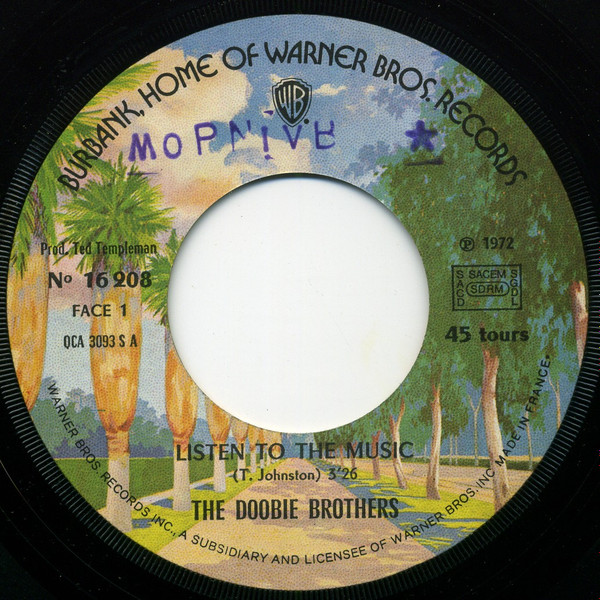 BURBANK, HOME OF WARNER BROS. RECORDS
WB
Prod. Ted Templeman
No 16 208
FACE 1
QCA 3093 S A
℗ 1972
SACD SACEM SDRM SGDL
45 tours
LISTEN TO THE MUSIC
(T. Johnston) 3'26
THE DOOBIE BROTHERS
WARNER BROS. RECORDS INC., A SUBSIDIARY AND LICENSEE OF WARNER BROS. INC MADE IN FRANCE.